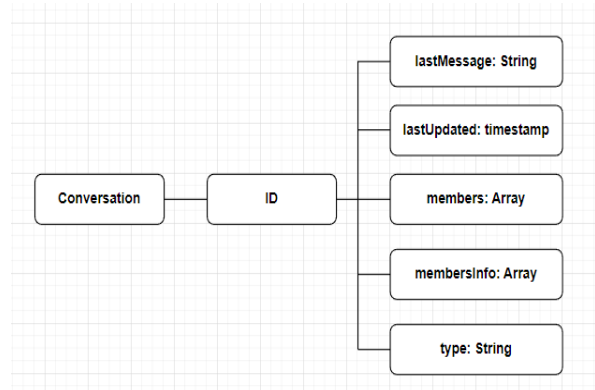 lastMessage: String
lastUpdated: timestamp
Conversation
ID
members: Array
membersInfo: Array
type: String